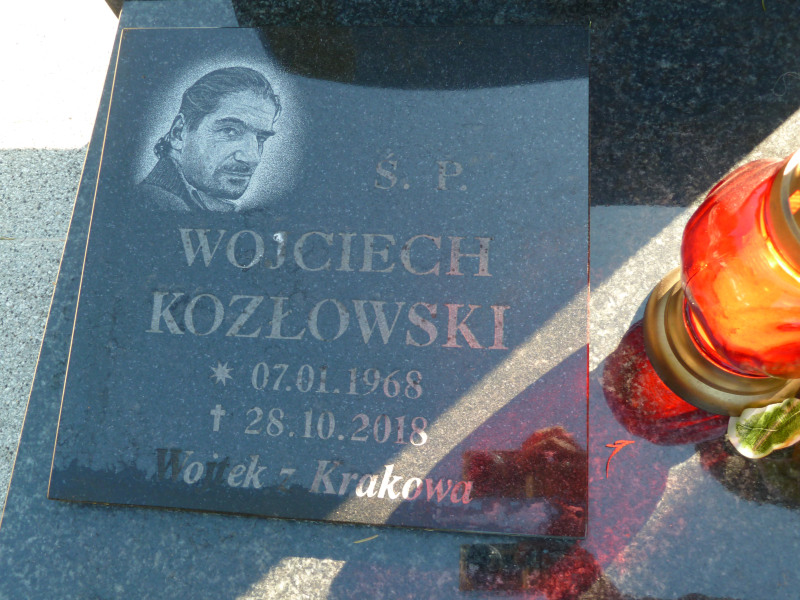 Ś. P.
WOJCIECH
KOZŁOWSKI
* 07.01.1968
† 28.10.2018
Wojtek z Krakowa